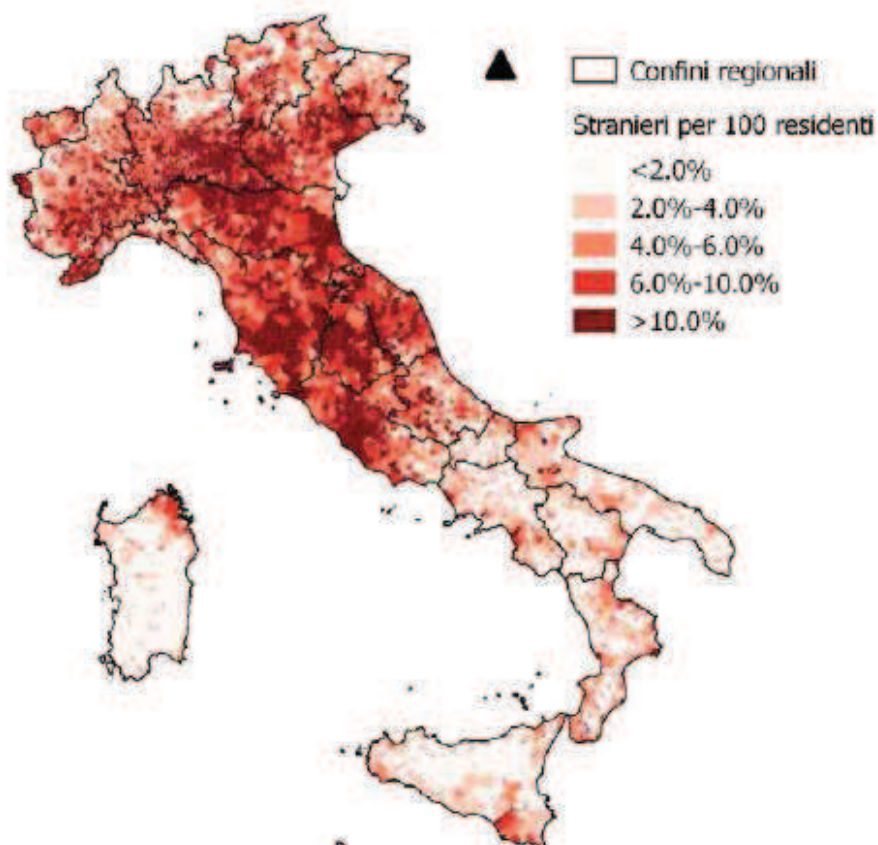 Confini regionali
Stranieri per 100 residenti
<2.0%
2.0%-4.0%
4.0%-6.0%
6.0%-10.0%
>10.0%